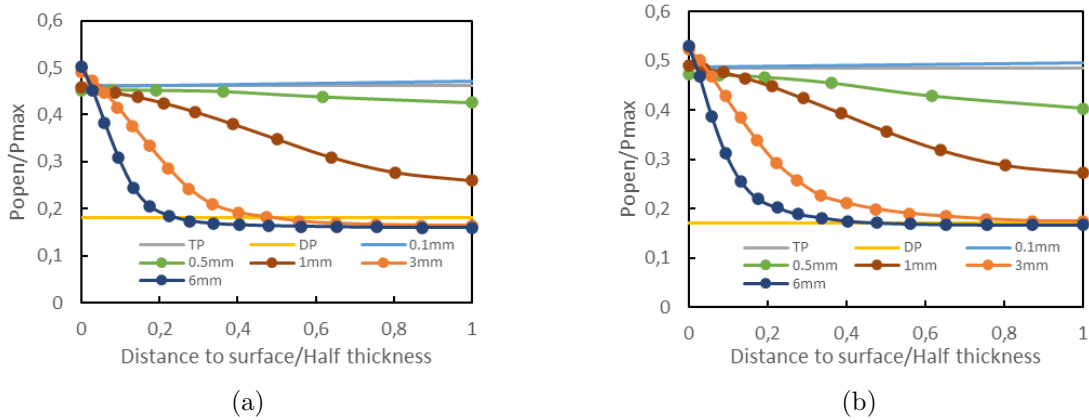 0,6
0,5
0,4
0,3
0,2
0,1
0
Popen/Pmax
TP DP 0.1mm
0.5mm 1mm 3mm
6mm
0 0,2 0,4 0,6 0,8 1
Distance to surface/Half thickness
(a)
0,6
0,5
0,4
0,3
0,2
0,1
0
Popen/Pmax
TP DP 0.1mm
0.5mm 1mm 3mm
6mm
0 0,2 0,4 0,6 0,8 1
Distance to surface/Half thickness
(b)